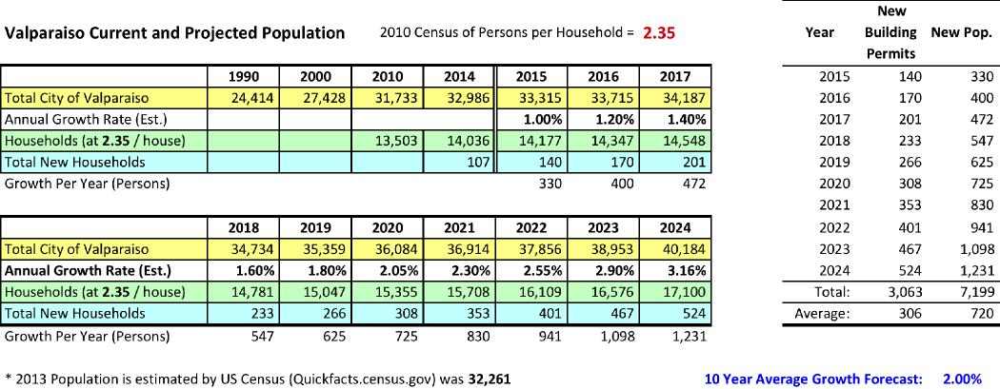 Valparaiso Current and Projected Population 2010 Census of Persons per Household = 2.35
1990 2000 2010 2014 2015 2016 2017
Total City of Valparaiso 24,414 27,428 31,733 32,986 33,315 33,715 34,187
Annual Growth Rate (Est.) 1.00% 1.20% 1.40%
Households (at 2.35 / house) 13,503 14,036 14,177 14,347 14,548
Total New Households 107 140 170 201
Growth Per Year (Persons) 330 400 472
2018 2019 2020 2021 2022 2023 2024
Total City of Valparaiso 34,734 35,359 36,084 36,914 37,856 38,953 40,184
Annual Growth Rate (Est.) 1.60% 1.80% 2.05% 2.30% 2.55% 2.90% 3.16%
Households (at 2.35 / house) 14,781 15,047 15,355 15,708 16,109 16,576 17,100
Total New Households 233 266 308 353 401 467 524
Growth Per Year (Persons) 547 625 725 830 941 1,098 1,231
New
Year Building New Pop.
Permits
2015 140 330
2016 170 400
2017 201 472
2018 233 547
2019 266 625
2020 308 725
2021 353 830
2022 401 941
2023 467 1,098
2024 524 1,231
Total: 3,063 7,199
Average: 306 720
* 2013 Population is estimated by US Census (Quickfacts.census.gov) was 32,261
10 Year Average Growth Forecast: 2.00%